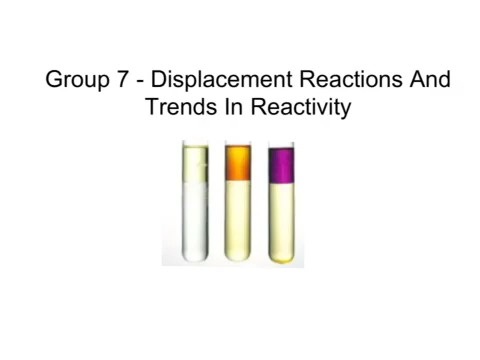 Group 7 - Displacement Reactions And
Trends In Reactivity